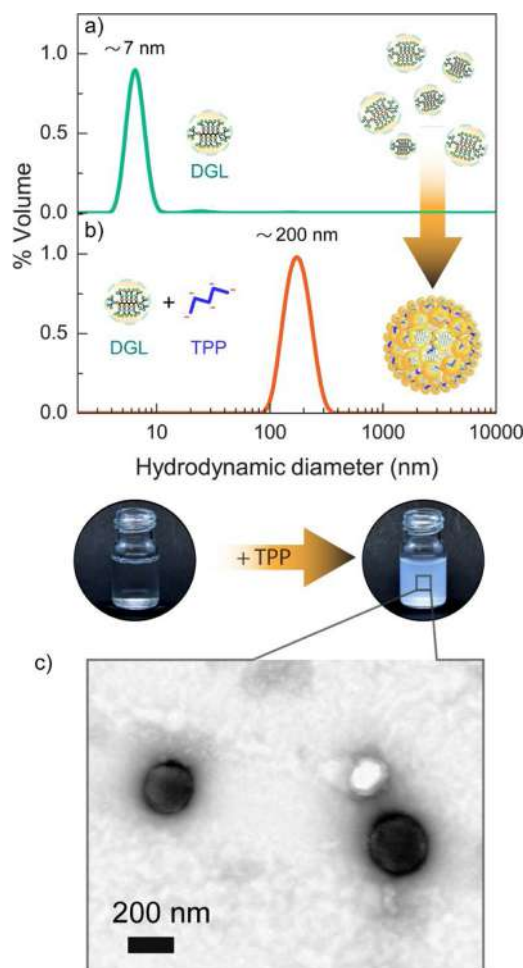 a)
~7 nm
1.0
0.5
DGL
% Volume
0.0
b)
~200 nm
1.0
DGL
+
TPP
0.5
0.0
10
100
1000
10000
Hydrodynamic diameter (nm)
+ TPP
c)
200 nm